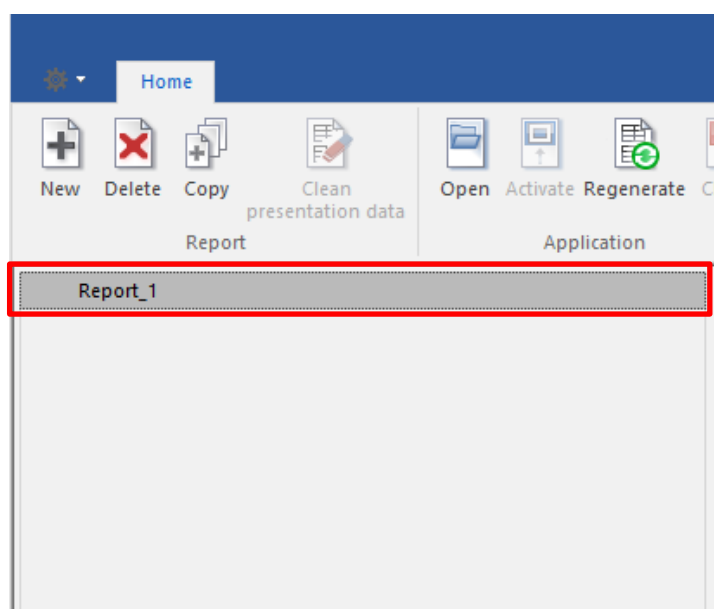 Home
New Delete Copy Clean presentation data Open Activate Regenerate C
Report Application
Report_1